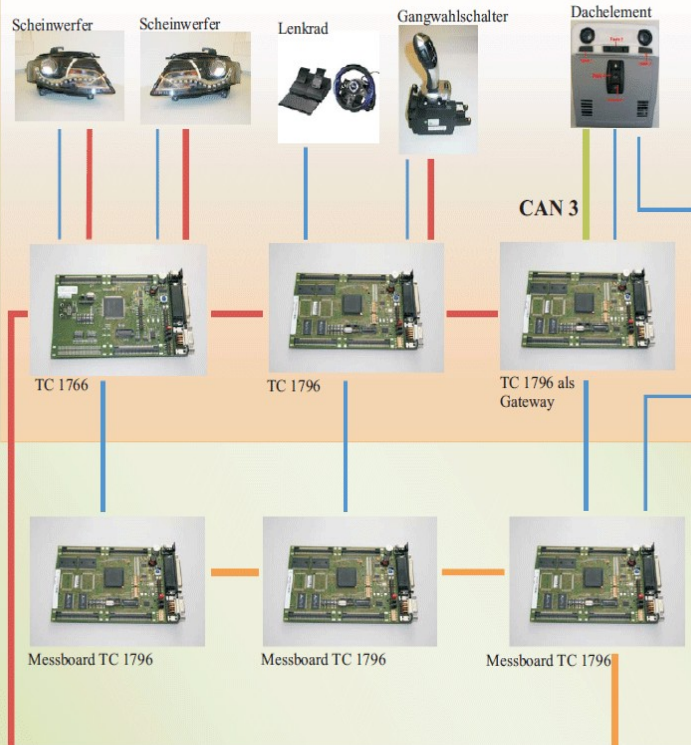 Scheinwerfer
Scheinwerfer
Lenkrad
Gangwahlschalter
Dachelement
CAN 3
TC 1766
TC 1796
TC 1796 als
Gateway
Messboard TC 1796
Messboard TC 1796
Messboard TC 1796